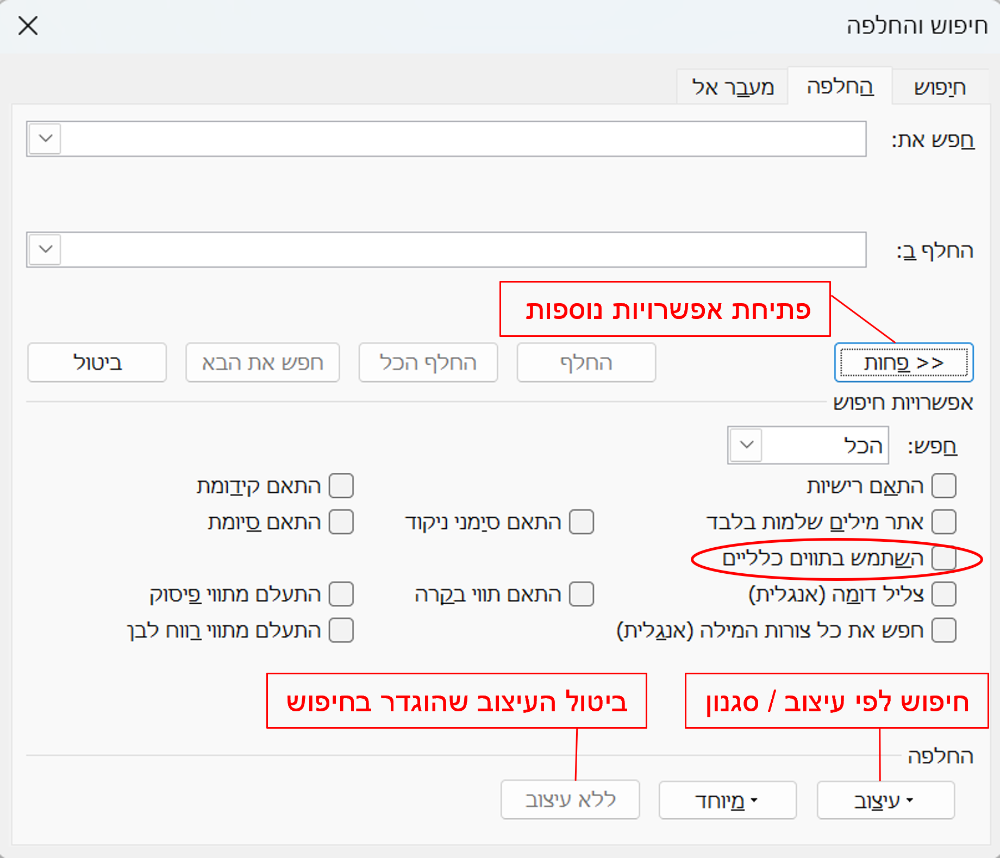 חיפוש והחלפה
חיפוש
החלפה
מעבר אל
חפש את:
החלף ב:
פתיחת אפשרויות נוספות
<< פחות
החלף
החלף הכל
חפש את הבא
ביטול
אפשרויות חיפוש
חפש:
הכל
התאם רישיות
התאם קידומת
אתר מילים שלמות בלבד
התאם סימני ניקוד
התאם סיומת
השתמש בתווים כלליים
צליל דומה (אנגלית)
התאם תווי בקרה
התעלם מתווי פיסוק
חפש את כל צורות המילה (אנגלית)
התעלם מתווי רווח לבן
חיפוש לפי עיצוב / סגנון
ביטול העיצוב שהוגדר בחיפוש
החלפה
עיצוב
מיוחד
ללא עיצוב